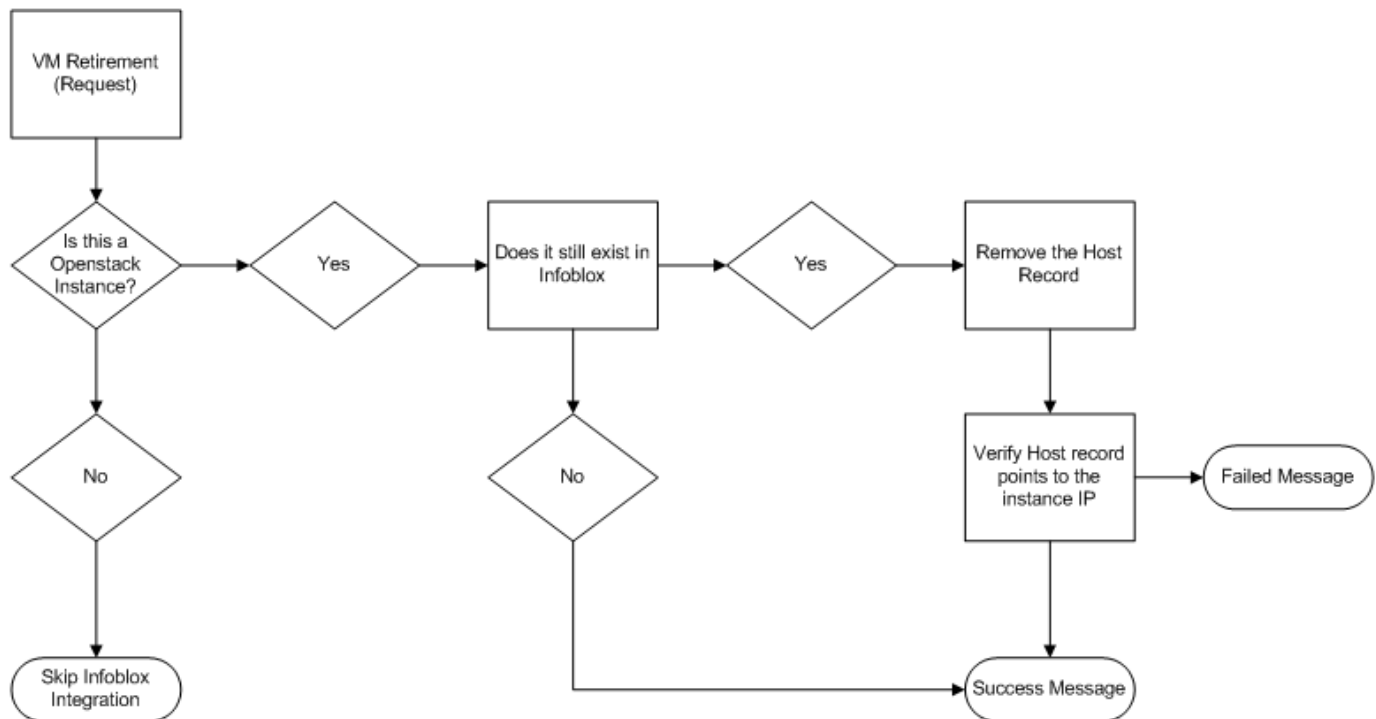 VM Retirement
(Request)
Is this a
Openstack
Instance?
Yes
Does it still exist in
Infoblox
Yes
Remove the Host
Record
No
No
Verify Host record
points to the
instance IP
Failed Message
Skip Infoblox
Integration
Success Message